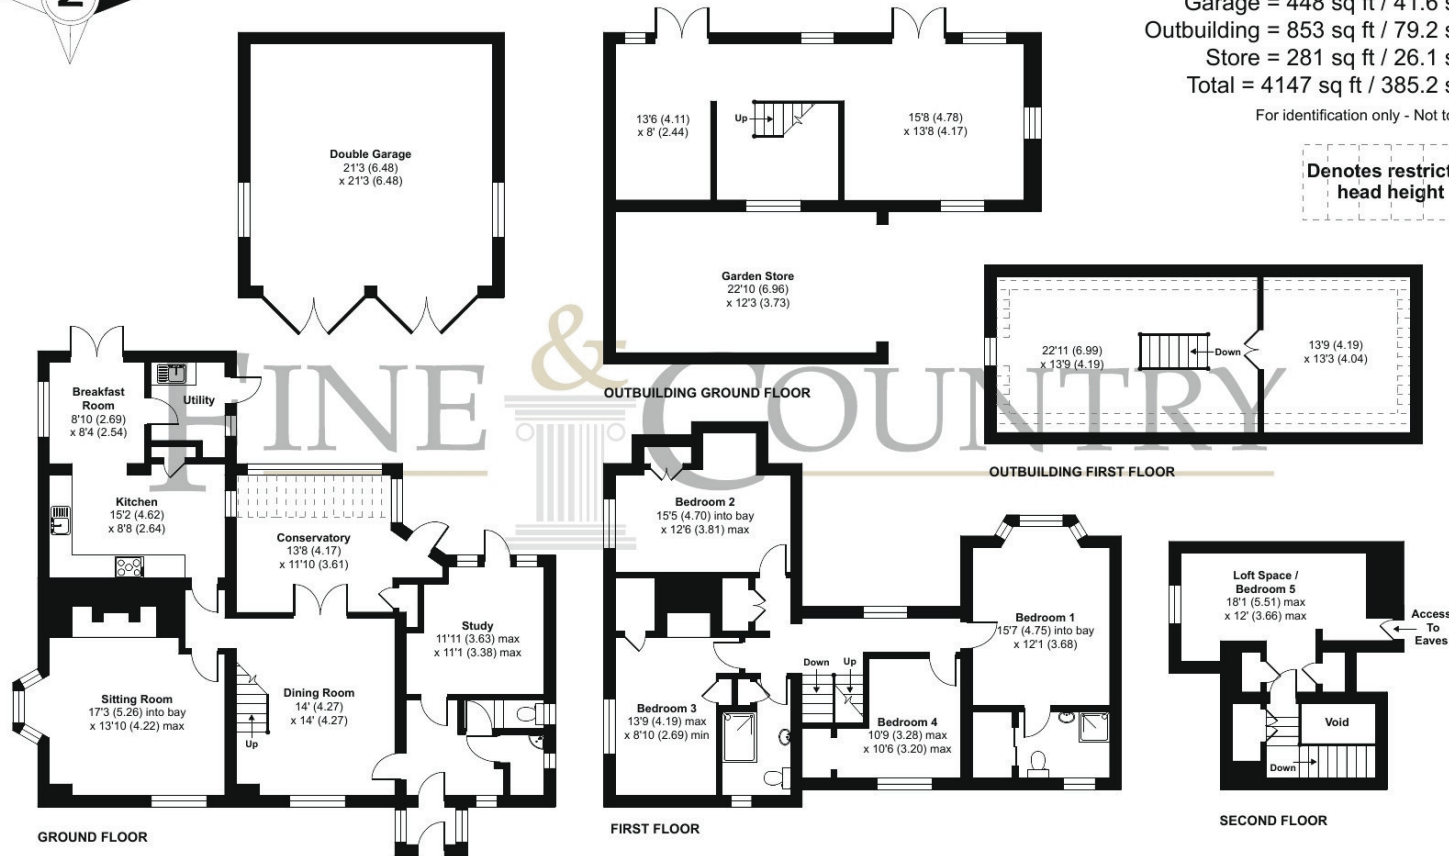 Garage = 448 sq ft / 41.6
Outbuilding = 853 sq ft / 79.2 s
Store = 281 sq ft / 26.1 s
Total = 4147 sq ft / 385.2 s
For identification only - Not to
Denotes restrict
head height
Double Garage
21'3 (6.48)
x 21'3 (6.48)
13'6 (4.11)
x 8' (2.44)
Up
15'8 (4.78)
x 13'8 (4.17)
Garden Store
22'10 (6.96)
x 12'3 (3.73)
OUTBUILDING GROUND FLOOR
22'11 (6.99)
x 13'9 (4.19)
Down
13'9 (4.19)
x 13'3 (4.04)
OUTBUILDING FIRST FLOOR
FINE & COUNTRY
Breakfast
Room
8'10 (2.69)
x 8'4 (2.54)
Utility
Kitchen
15'2 (4.62)
x 8'8 (2.64)
Conservatory
13'8 (4.17)
x 11'10 (3.61)
Study
11'11 (3.63) max
x 11'1 (3.38) max
Sitting Room
17'3 (5.26) into bay
x 13'10 (4.22) max
Dining Room
14' (4.27)
x 14' (4.27)
Up
GROUND FLOOR
Bedroom 2
15'5 (4.70) into bay
x 12'6 (3.81) max
Bedroom 1
15'7 (4.75) into bay
x 12'1 (3.68)
Down
Up
Bedroom 3
13'9 (4.19) max
x 8'10 (2.69) min
Bedroom 4
10'9 (3.28) max
x 10'6 (3.20) max
FIRST FLOOR
Loft Space /
Bedroom 5
18'1 (5.51) max
x 12' (3.66) max
Access
To
Eaves
Void
Down
SECOND FLOOR